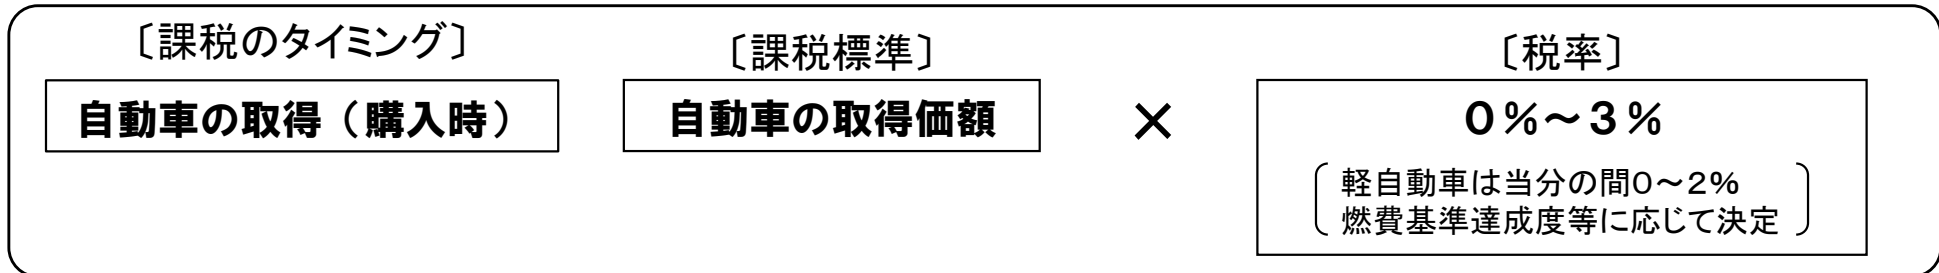 〔課税のタイミング〕
自動車の取得（購入時）
〔課税標準〕
自動車の取得価額
×
〔税率〕
０％～３％
軽自動車は当分の間０～２％
燃費基準達成度等に応じて決定